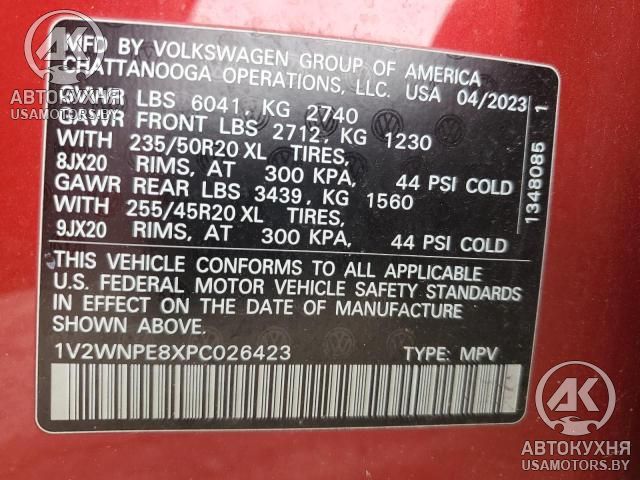 MFD BY VOLKSWAGEN GROUP OF AMERICA
CHATTANOOGA OPERATIONS, LLC. USA 04/2023
GVWR LBS 6041, KG 2740
GAWR FRONT LBS 2712, KG 1230
WITH 235/50R20 XL TIRES,
8JX20 RIMS, AT 300 KPA, 44 PSI COLD
GAWR REAR LBS 3439, KG 1560
WITH 255/45R20 XL TIRES,
9JX20 RIMS, AT 300 KPA, 44 PSI COLD
THIS VEHICLE CONFORMS TO ALL APPLICABLE
U.S. FEDERAL MOTOR VEHICLE SAFETY STANDARDS
IN EFFECT ON THE DATE OF MANUFACTURE
1V2WNPE8XPC026423 TYPE: MPV
1348085 1
AK
АВТОКУХНЯ
USAMOTORS.BY
AK
АВТОКУХНЯ
USAMOTORS.BY